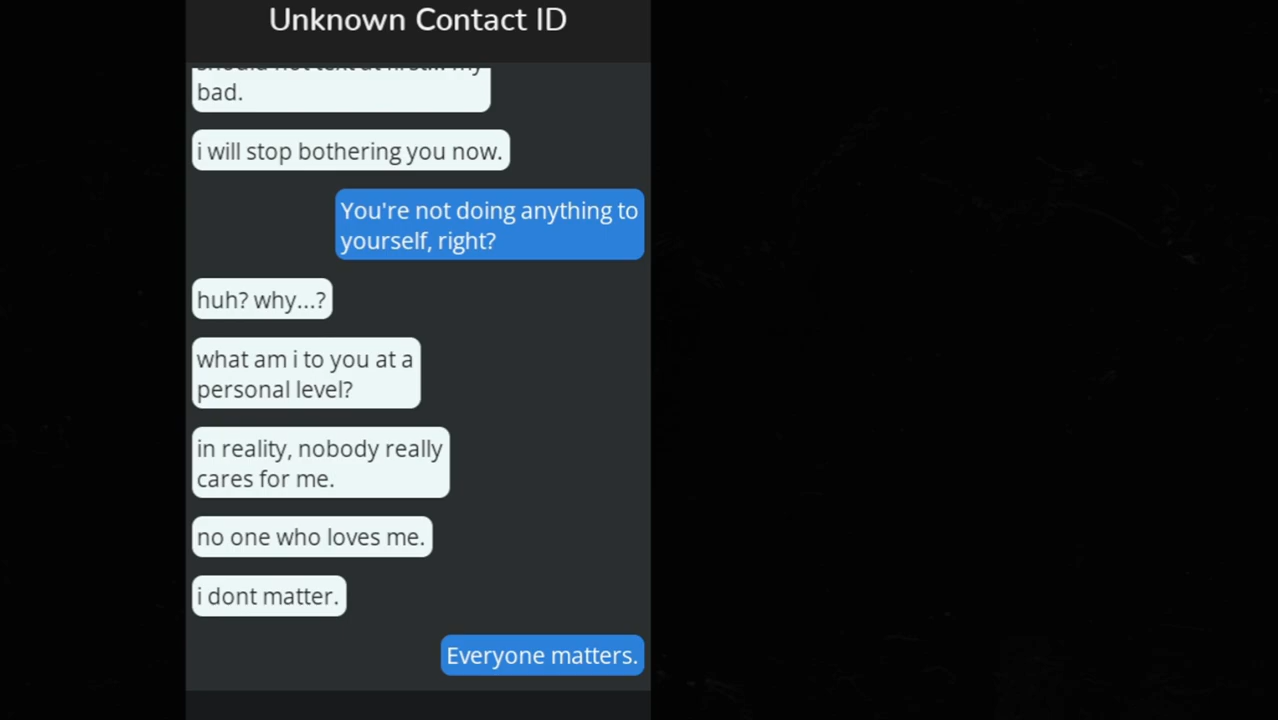 Unknown Contact ID
bad.
i will stop bothering you now.
You're not doing anything to
yourself, right?
huh? why...?
what am i to you at a
personal level?
in reality, nobody really
cares for me.
no one who loves me.
i dont matter.
Everyone matters.